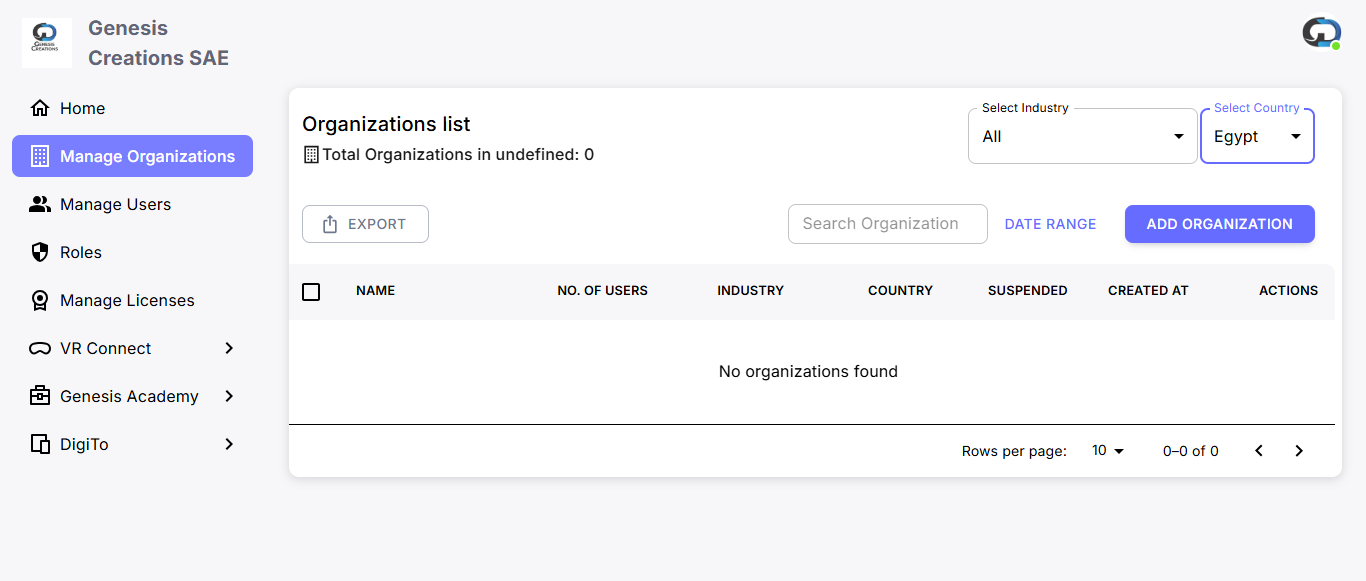 GENESIS
CREATIONS
Genesis
Creations SAE
Home
Manage Organizations
Manage Users
Roles
Manage Licenses
VR Connect
Genesis Academy
DigiTo
Organizations list
Total Organizations in undefined: 0
Select Industry
All
Select Country
Egypt
EXPORT
Search Organization
DATE RANGE
ADD ORGANIZATION
NAME NO. OF USERS INDUSTRY COUNTRY SUSPENDED CREATED AT ACTIONS
No organizations found
Rows per page: 10 0–0 of 0